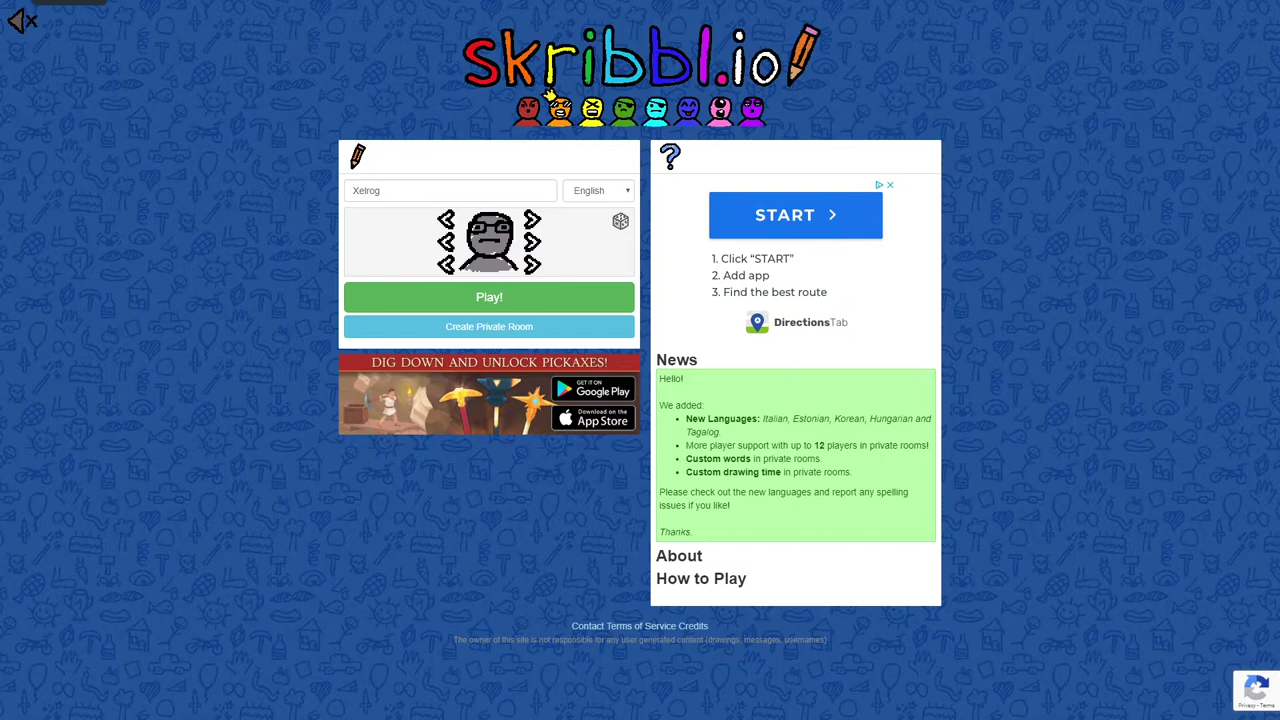 skribbl.io
Xelrog
English
Play!
Create Private Room
DIG DOWN AND UNLOCK PICKAXES!
GET IT ON
Google Play
Download on the
App Store
START
1. Click “START”
2. Add app
3. Find the best route
DirectionsTab
News
Hello!
We added:
New Languages: Italian, Estonian, Korean, Hungarian and
Tagalog.
More player support with up to 12 players in private rooms!
Custom words in private rooms.
Custom drawing time in private rooms.
Please check out the new languages and report any spelling
issues if you like!
Thanks.
About
How to Play
Contact Terms of Service Credits
The owner of this site is not responsible for any user generated content (drawings, messages, usernames)
Privacy - Terms